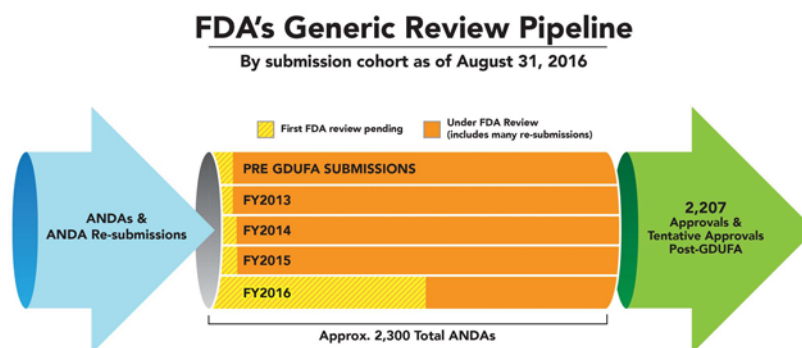 FDA's Generic Review Pipeline
By submission cohort as of August 31, 2016
First FDA review pending
Under FDA Review
(includes many re-submissions)
ANDAs &
ANDA Re-submissions
PRE GDUFA SUBMISSIONS
FY2013
FY2014
FY2015
FY2016
2,207
Approvals &
Tentative Approvals
Post-GDUFA
Approx. 2,300 Total ANDAs